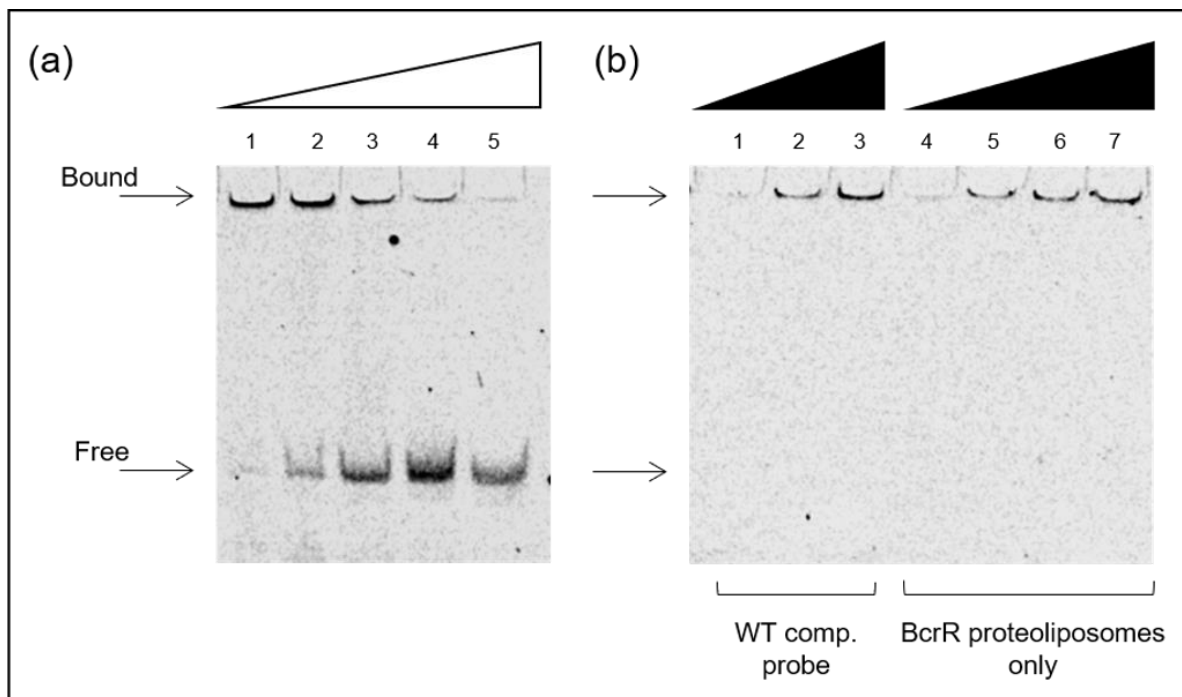 (a)
(b)
1 2 3 4 5
1 2 3 4 5 6 7
Bound
Free
WT comp.
probe
BcrR proteoliposomes
only